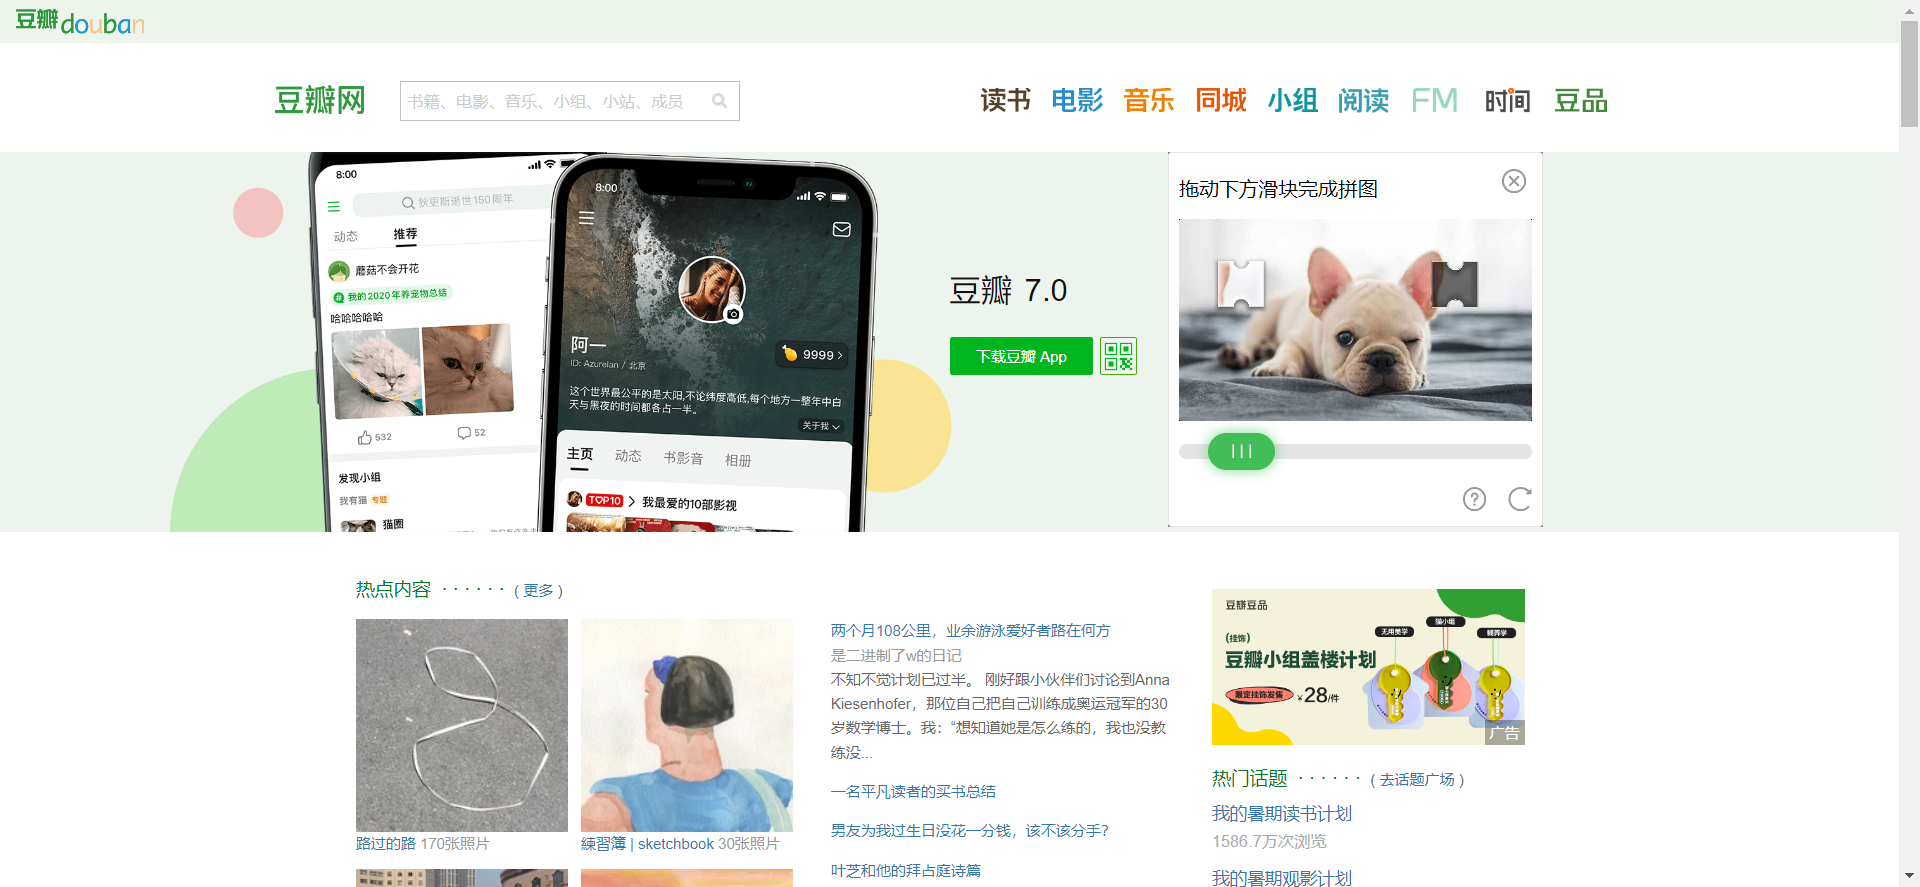 豆瓣douban
豆瓣网
书籍、电影、音乐、小组、小站、成员
读书 电影 音乐 同城 小组 阅读 FM 时间 豆品
8:00
狄更斯逝世150周年
动态 推荐
蘑菇不会开花
我的2020年养宠物总结
哈哈哈哈哈
532 52
发现小组
我有猫 专题
猫圈
8:00
阿一
ID: Azurelan / 北京
9999
这个世界最公平的是太阳,不论纬度高低,每个地方一整年中白
天与黑夜的时间都各占一半。
关于我
主页 动态 书影音 相册
TOP10 我最爱的10部影视
豆瓣 7.0
下载豆瓣 App
拖动下方滑块完成拼图
热点内容 · · · · · · ( 更多 )
路过的路 170张照片
練習簿 | sketchbook 30张照片
两个月108公里，业余游泳爱好者路在何方
是二进制了w的日记
不知不觉计划已过半。 刚好跟小伙伴们讨论到Anna
Kiesenhofer，那位自己把自己训练成奥运冠军的30
岁数学博士。我：“想知道她是怎么练的，我也没教
练没...
一名平凡读者的买书总结
男友为我过生日没花一分钱，该不该分手?
叶芝和他的拜占庭诗篇
豆瓣豆品
(挂饰)
豆瓣小组盖楼计划
限定挂饰发售 ¥28/件
无用美学
猫小组
广告
热门话题 · · · · · · ( 去话题广场 )
我的暑期读书计划
1586.7万次浏览
我的暑期观影计划